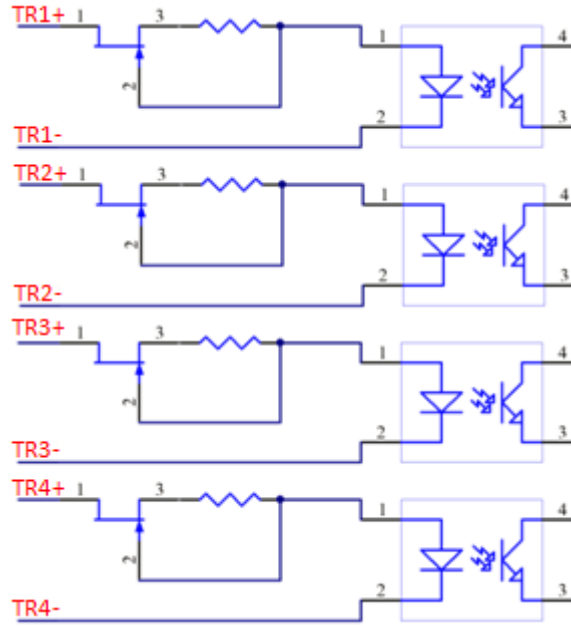 TR1+ 1 3 1 4
2
2 3
TR1-
TR2+ 1 3 1 4
2
2 3
TR2-
TR3+ 1 3 1 4
2
2 3
TR3-
TR4+ 1 3 1 4
2
2 3
TR4-